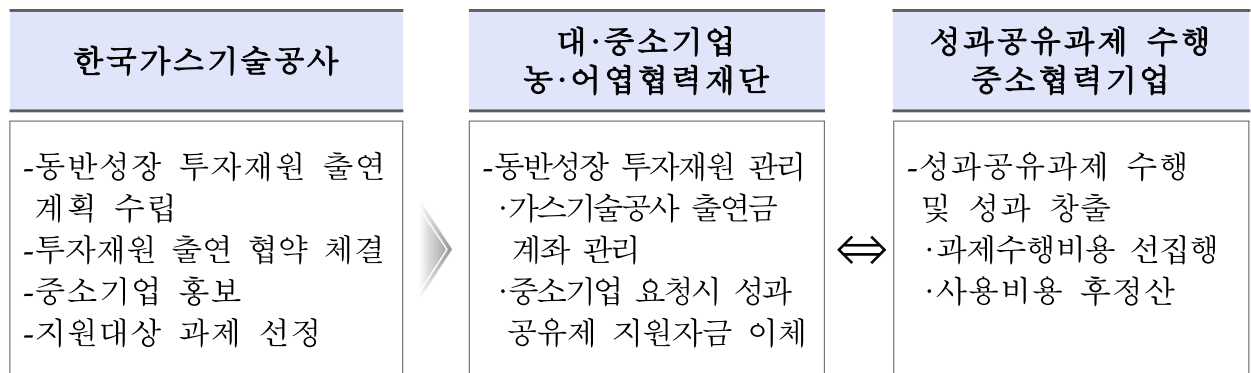 한국가스기술공사
-동반성장 투자재원 출연
계획 수립
-투자재원 출연 협약 체결
-중소기업 홍보
-지원대상 과제 선정
대·중소기업
농·어엽협력재단
-동반성장 투자재원 관리
·가스기술공사 출연금
계좌 관리
·중소기업 요청시 성과
공유제 지원자금 이체
성과공유과제 수행
중소협력기업
-성과공유과제 수행
및 성과 창출
·과제수행비용 선집행
·사용비용 후정산